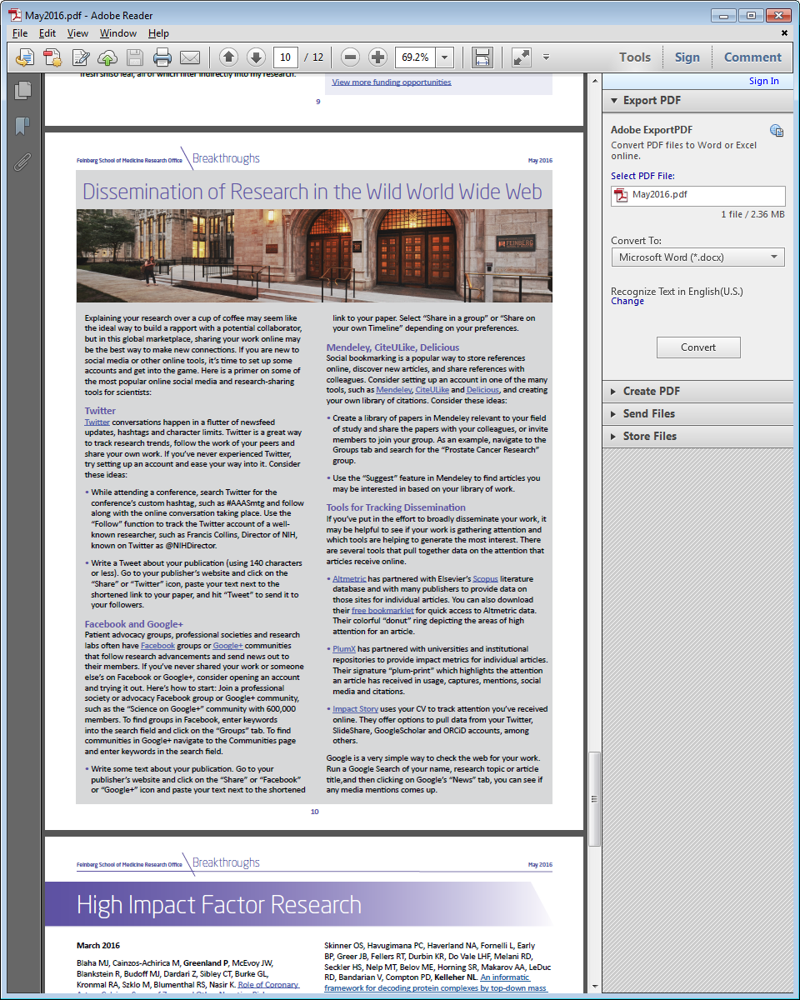 May2016.pdf - Adobe Reader
File Edit View Window Help
10 / 12
69.2%
Tools Sign Comment
fresh shiso leaf, all of which filter indirectly into my research.
View more funding opportunities
9
Feinberg School of Medicine Research Office
Breakthroughs
May 2016
Dissemination of Research in the Wild World Wide Web
FEINBERG
Explaining your research over a cup of coffee may seem like
the ideal way to build a rapport with a potential collaborator,
but in this global marketplace, sharing your work online may
be the best way to make new connections. If you are new to
social media or other online tools, it's time to set up some
accounts and get into the game. Here is a primer on some of
the most popular online social media and research-sharing
tools for scientists:
Twitter
Twitter conversations happen in a flutter of newsfeed
updates, hashtags and character limits. Twitter is a great way
to track research trends, follow the work of your peers and
share your own work. If you've never experienced Twitter,
try setting up an account and ease your way into it. Consider
these ideas:
• While attending a conference, search Twitter for the
conference's custom hashtag, such as #AAASmtg and follow
along with the online conversation taking place. Use the
"Follow" function to track the Twitter account of a well-
known researcher, such as Francis Collins, Director of NIH,
known on Twitter as @NIHDirector.
• Write a Tweet about your publication (using 140 characters
or less). Go to your publisher's website and click on the
"Share" or "Twitter" icon, paste your text next to the
shortened link to your paper, and hit "Tweet" to send it to
your followers.
Facebook and Google+
Patient advocacy groups, professional societies and research
labs often have Facebook groups or Google+ communities
that follow research advancements and send news out to
their members. If you've never shared your work or someone
else's on Facebook or Google+, consider opening an account
and trying it out. Here's how to start: Join a professional
society or advocacy Facebook group or Google+ community,
such as the "Science on Google+" community with 600,000
members. To find groups in Facebook, enter keywords
into the search field and click on the "Groups" tab. To find
communities in Google+ navigate to the Communities page
and enter keywords in the search field.
• Write some text about your publication. Go to your
publisher's website and click on the "Share" or "Facebook"
or "Google+" icon and paste your text next to the shortened
link to your paper. Select "Share in a group" or "Share on
your own Timeline" depending on your preferences.
Mendeley, CiteULike, Delicious
Social bookmarking is a popular way to store references
online, discover new articles, and share references with
colleagues. Consider setting up an account in one of the many
tools, such as Mendeley, CiteULike and Delicious, and creating
your own library of citations. Consider these ideas:
• Create a library of papers in Mendeley relevant to your field
of study and share the papers with your colleagues, or invite
members to join your group. As an example, navigate to the
Groups tab and search for the "Prostate Cancer Research"
group.
• Use the "Suggest" feature in Mendeley to find articles you
may be interested in based on your library of work.
Tools for Tracking Dissemination
If you've put in the effort to broadly disseminate your work, it
may be helpful to see if your work is gathering attention and
which tools are helping to generate the most interest. There
are several tools that pull together data on the attention that
articles receive online.
• Altmetric has partnered with Elsevier's Scopus literature
database and with many publishers to provide data on
those sites for individual articles. You can also download
their free bookmarklet for quick access to Altmetric data.
Their colorful "donut" ring depicting the areas of high
attention for an article.
• PlumX has partnered with universities and institutional
repositories to provide impact metrics for individual articles.
Their signature "plum-print" which highlights the attention
an article has received in usage, captures, mentions, social
media and citations.
• Impact Story uses your CV to track attention you've received
online. They offer options to pull data from your Twitter,
SlideShare, GoogleScholar and ORCiD accounts, among
others.
Google is a very simple way to check the web for your work.
Run a Google Search of your name, research topic or article
title,and then clicking on Google's "News" tab, you can see if
any media mentions comes up.
10
Feinberg School of Medicine Research Office
Breakthroughs
May 2016
High Impact Factor Research
March 2016
Blaha MJ, Cainzos-Achirica M, Greenland P, McEvoy JW,
Blankstein R, Budoff MJ, Dardari Z, Sibley CT, Burke GL,
Kronmal RA, Szklo M, Blumenthal RS, Nasir K. Role of Coronary
Skinner OS, Havugimana PC, Haverland NA, Fornelli L, Early
BP, Greer JB, Fellers RT, Durbin KR, Do Vale LHF, Melani RD,
Seckler HS, Nelp MT, Belov ME, Horning SR, Makarov AA, LeDuc
RD, Bandarian V, Compton PD, Kelleher NL. An informatic
framework for decoding protein complexes by top-down mass
Sign In
Export PDF
Adobe ExportPDF
Convert PDF files to Word or Excel
online.
Select PDF File:
May2016.pdf
1 file / 2.36 MB
Convert To:
Microsoft Word (*.docx)
Recognize Text in English(U.S.)
Change
Convert
Create PDF
Send Files
Store Files